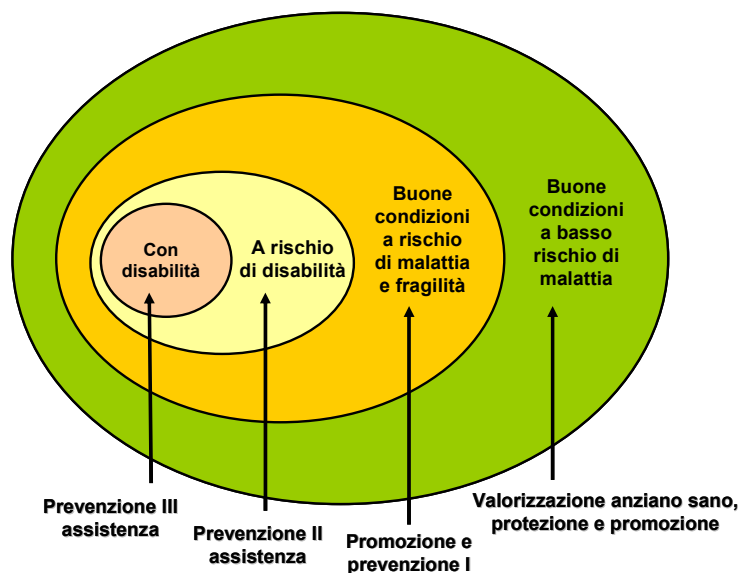 Con
disabilità
A rischio
di disabilità
Buone
condizioni
a rischio
di malattia
e fragilità
Buone
condizioni
a basso
rischio di
malattia
Prevenzione III
assistenza
Prevenzione II
assistenza
Promozione e
prevenzione I
Valorizzazione anziano sano,
protezione e promozione